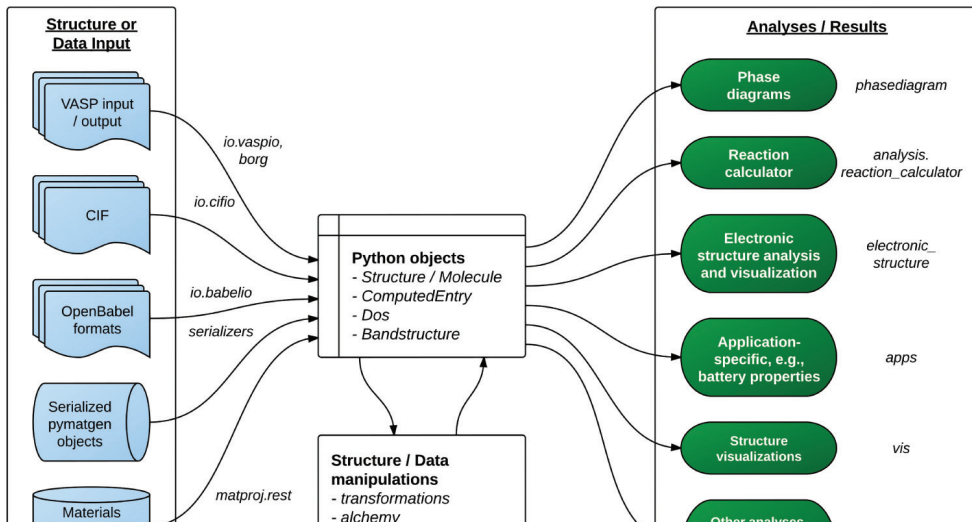 Structure or
Data Input
VASP input
/ output
CIF
OpenBabel
formats
Serialized
pymatgen
objects
Materials
io.vaspio,
borg
io.cifio
io.babelio
serializers
matproj.rest
Python objects
- Structure / Molecule
- ComputedEntry
- Dos
- Bandstructure
Structure / Data
manipulations
- transformations
- alchemy
Analyses / Results
Phase
diagrams
phasediagram
Reaction
calculator
analysis.
reaction_calculator
Electronic
structure analysis
and visualization
electronic_
structure
Application-
specific, e.g.,
battery properties
apps
Structure
visualizations
vis
Other analyses